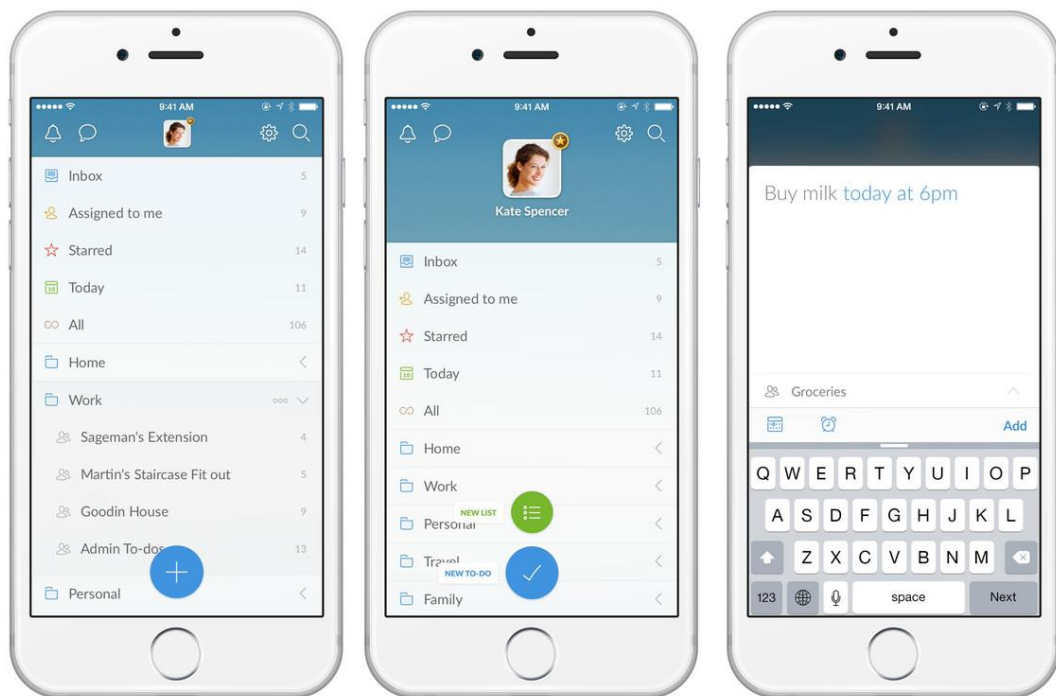 9:41 AM
Inbox 5
Assigned to me 9
Starred 14
Today 11
All 106
Home
Work
Sageman's Extension 4
Martin's Staircase Fit out 5
Goodin House 9
Admin To-dos 13
Personal
9:41 AM
Kate Spencer
Inbox 5
Assigned to me 9
Starred 14
Today 11
All 106
Home
Work
NEW LIST
Personal
Travel
NEW TO-DO
Family
9:41 AM
Buy milk today at 6pm
Groceries
Add
Q W E R T Y U I O P
A S D F G H J K L
Z X C V B N M
123 space Next